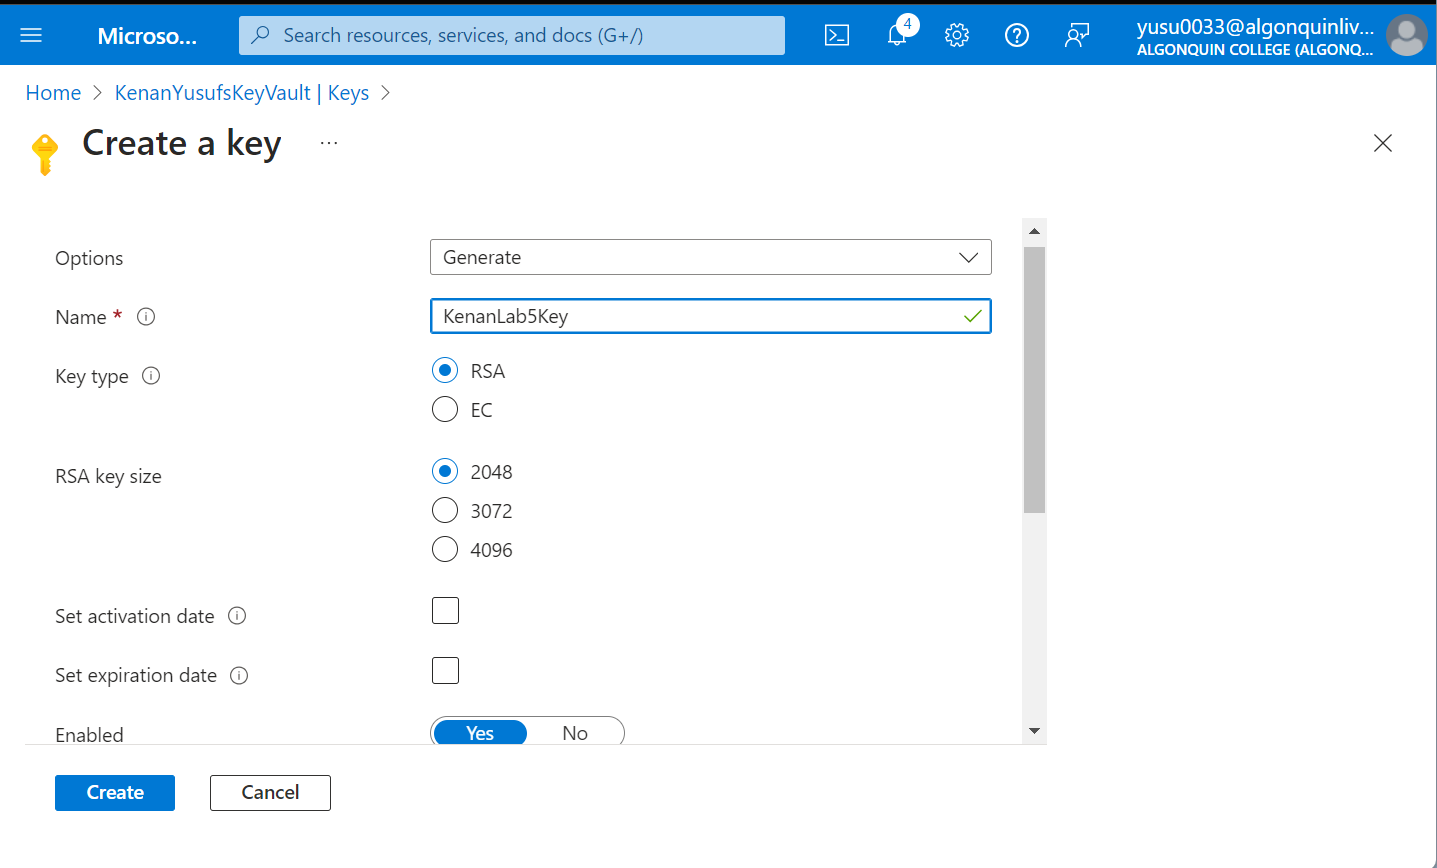 Microso...
Search resources, services, and docs (G+/)
4
yusu0033@algonquinliv...
ALGONQUIN COLLEGE (ALGONQ...
Home > KenanYusufsKeyVault | Keys >
Create a key ...
Options
Generate
Name *
KenanLab5Key
Key type
RSA
EC
RSA key size
2048
3072
4096
Set activation date
Set expiration date
Enabled
Yes No
Create Cancel